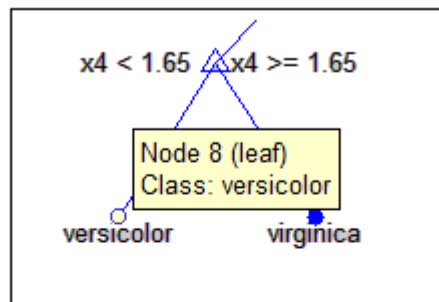 x4 < 1.65 x4 >= 1.65
Node 8 (leaf)
Class: versicolor
versicolor virginica